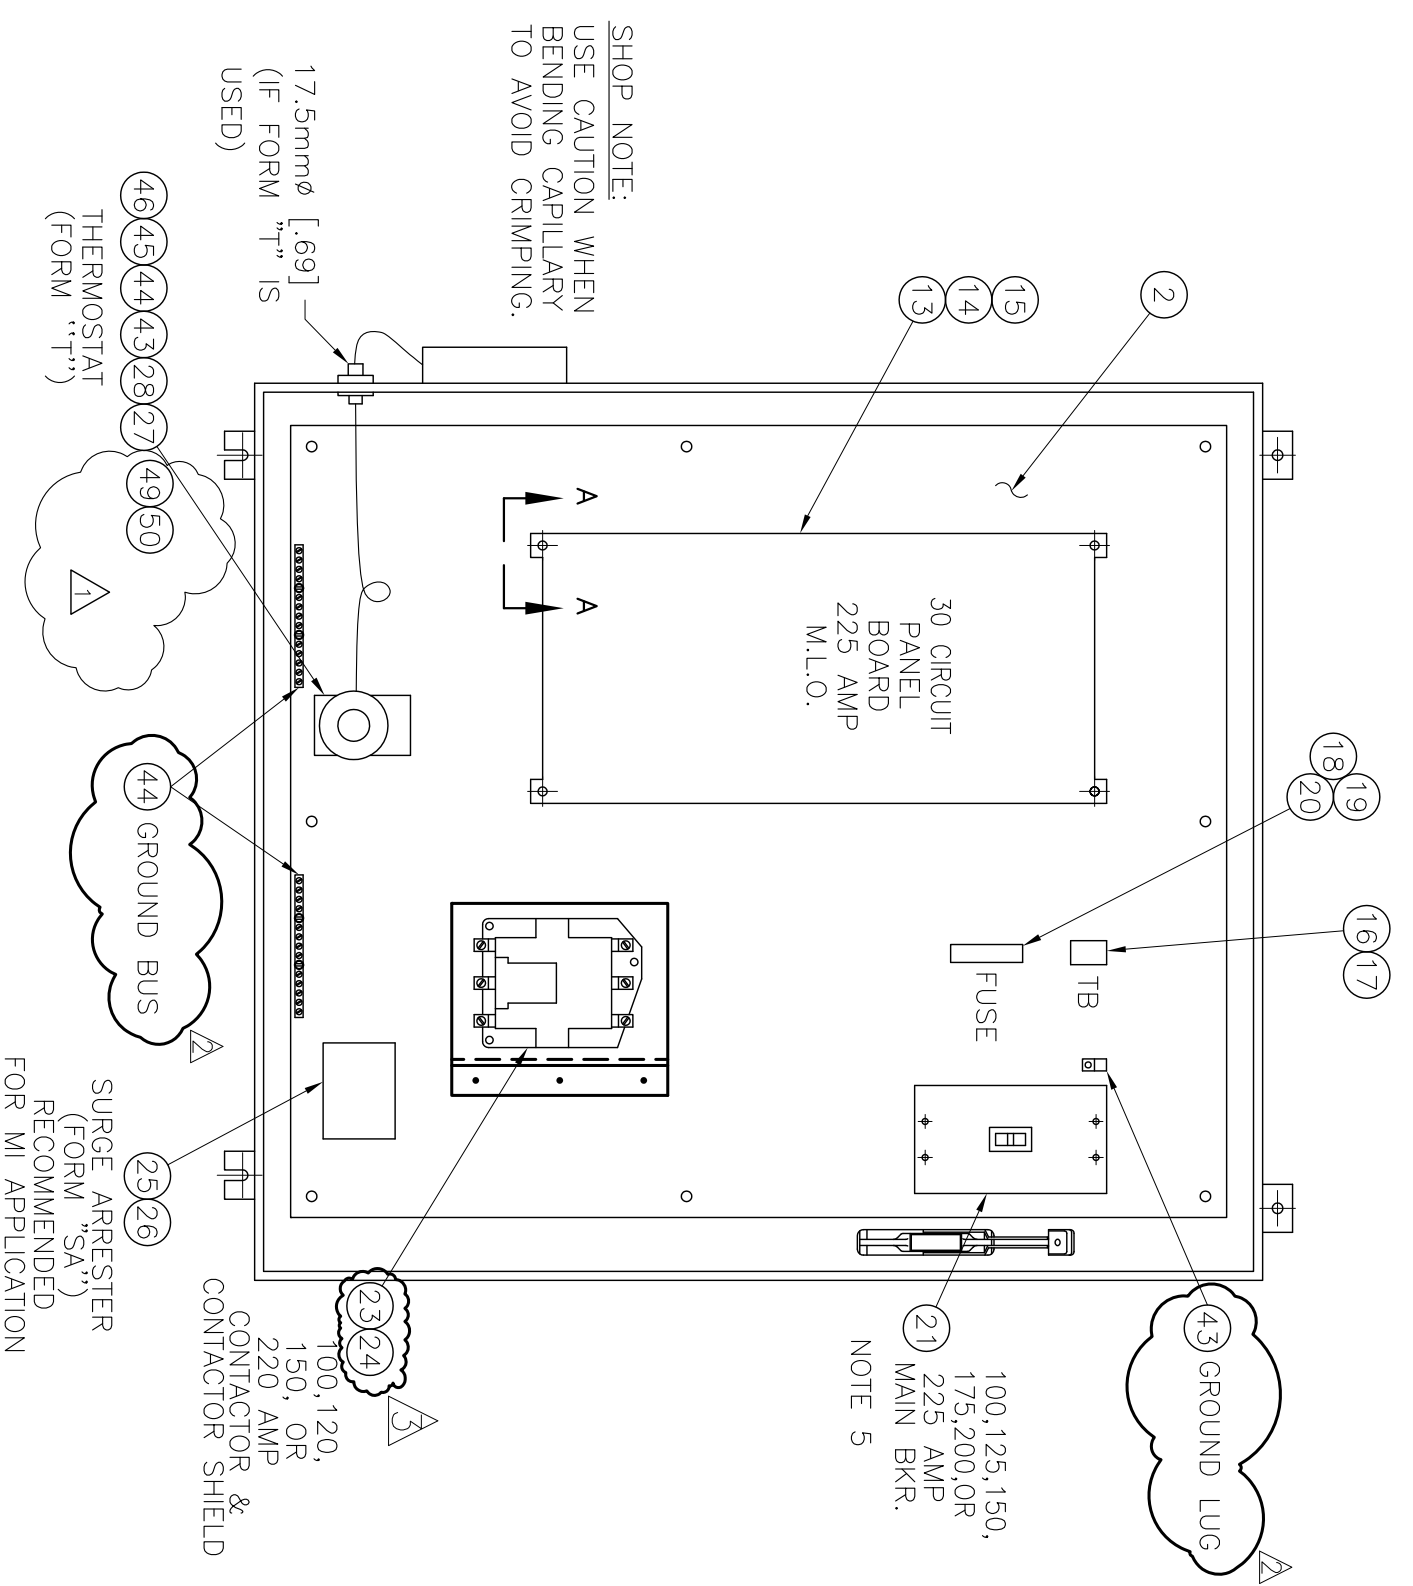 SHOP NOTE:
USE CAUTION WHEN
BENDING CAPILLARY
TO AVOID CRIMPING.
17.5mmø [.69]
(IF FORM "T" IS
USED)
46 45 44 43 28 27 49 50
THERMOSTAT
(FORM "T")
1
2
15
14
13
A
A
30 CIRCUIT
PANEL
BOARD
225 AMP
M.L.O.
18
19
20
16
17
TB
FUSE
44 GROUND BUS
2
25 26
SURGE ARRESTER
(FORM "SA")
RECOMMENDED
FOR MI APPLICATION
23 24
3
100,120,
150, OR
220 AMP
CONTACTOR &
CONTACTOR SHIELD
21
100,125,150,
175,200,OR
225 AMP
MAIN BKR.
NOTE 5
43 GROUND LUG
2